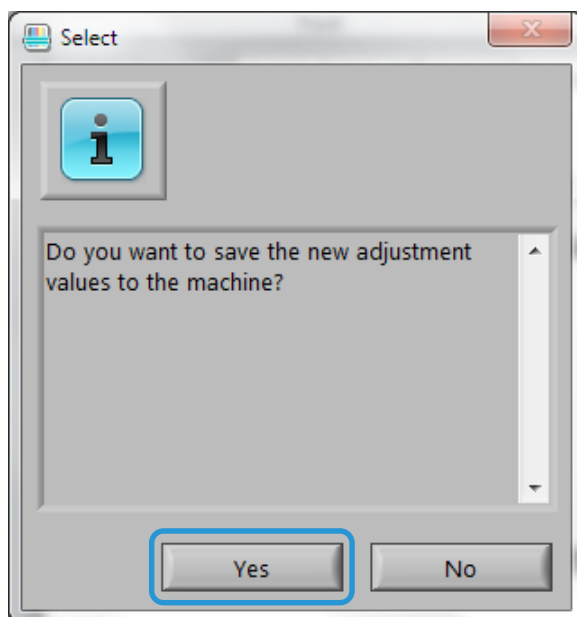 Select
Do you want to save the new adjustment
values to the machine?
Yes
No